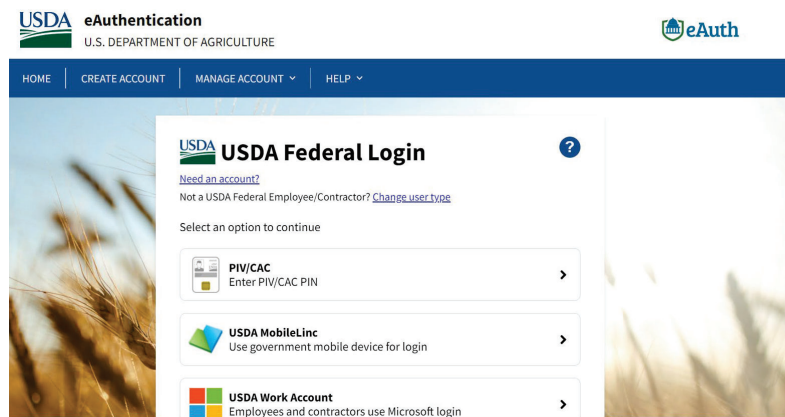 USDA
eAuthentication
U.S. DEPARTMENT OF AGRICULTURE
eAuth
HOME
CREATE ACCOUNT
MANAGE ACCOUNT
HELP
USDA
USDA Federal Login
?
Need an account?
Not a USDA Federal Employee/Contractor? Change user type
Select an option to continue
PIV/CAC
Enter PIV/CAC PIN
USDA MobileLinc
Use government mobile device for login
USDA Work Account
Employees and contractors use Microsoft login